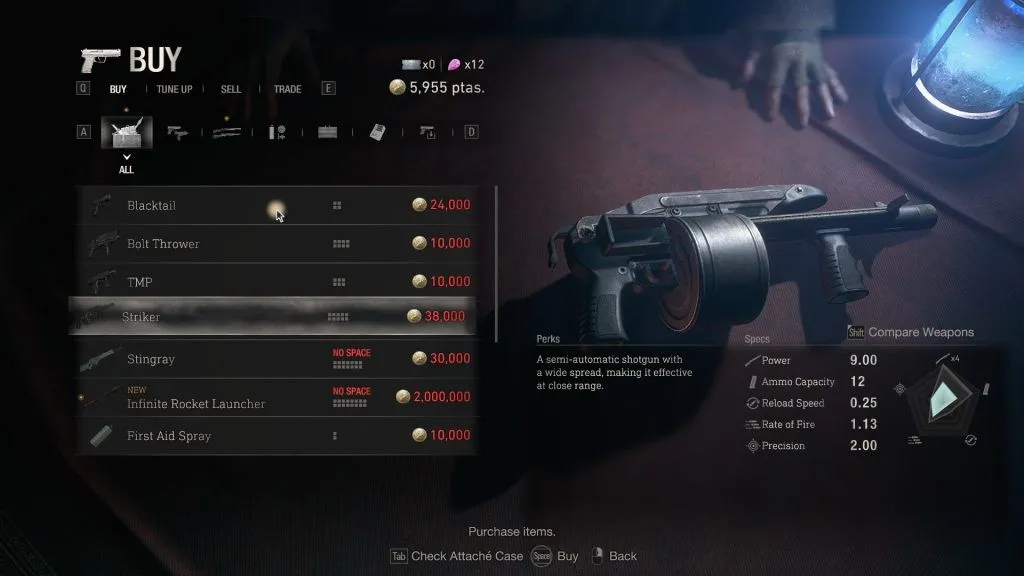 BUY
x0 x12
Q BUY TUNE UP SELL TRADE E
5,955 ptas.
A D
ALL
Blacktail 24,000
Bolt Thrower 10,000
TMP 10,000
Striker 38,000
Stingray NO SPACE 30,000
NEW
Infinite Rocket Launcher NO SPACE 2,000,000
First Aid Spray 10,000
Perks
A semi-automatic shotgun with
a wide spread, making it effective
at close range.
Specs
Shift Compare Weapons
Power 9.00
x4
Ammo Capacity 12
Reload Speed 0.25
Rate of Fire 1.13
Precision 2.00
Purchase items.
Tab Check Attaché Case Space Buy Back